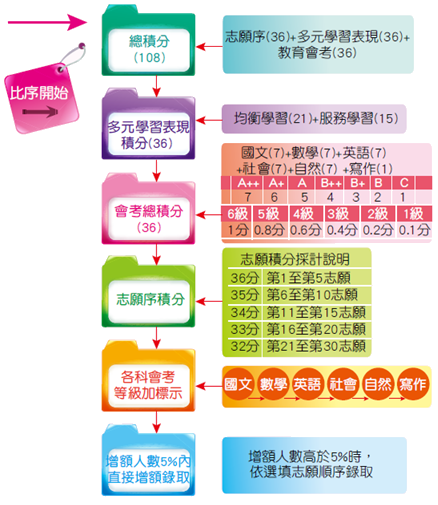 比序開始
總積分
(108)
志願序(36)+多元學習表現(36)+
教育會考(36)
多元學習表現
積分(36)
均衡學習(21)+服務學習(15)
會考總積分
(36)
國文(7)+數學(7)+英語(7)
+社會(7)+自然(7) +寫作(1)
A++ A+ A B++ B+ B C
7 6 5 4 3 2 1
6級 5級 4級 3級 2級 1級
1分 0.8分 0.6分 0.4分 0.2分 0.1分
志願序積分
志願積分採計說明
36分 第1至第5志願
35分 第6至第10志願
34分 第11至第15志願
33分 第16至第20志願
32分 第21至第30志願
各科會考
等級加標示
國文 數學 英語 社會 自然 寫作
增額人數5%內
直接增額錄取
增額人數高於5%時，
依選填志願順序錄取